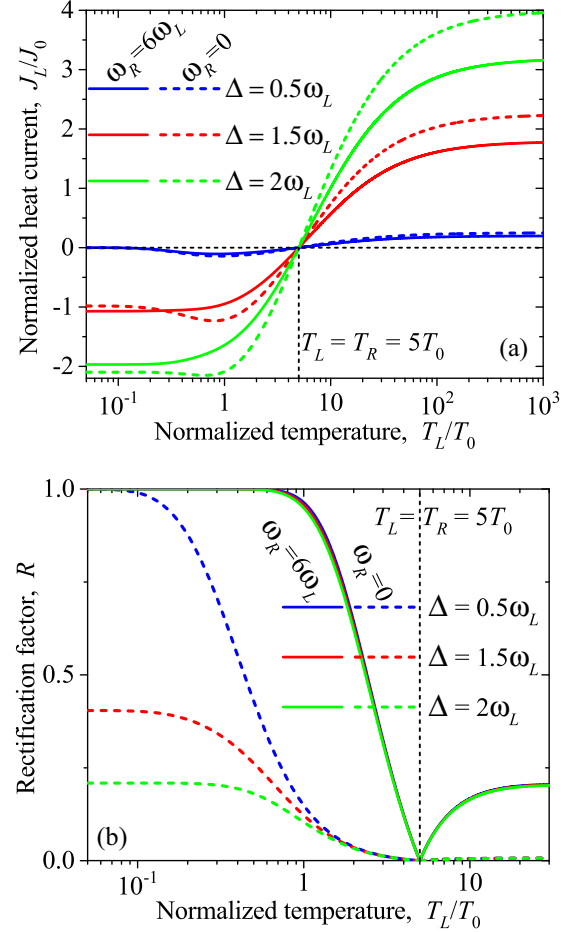 Normalized heat current, J_L/J_0
4
3
2
1
0
-1
-2
ω_R=6ω_L
ω_R=0
Δ = 0.5ω_L
Δ = 1.5ω_L
Δ = 2ω_L
T_L = T_R = 5T_0
(a)
10^-1 1 10 10^2 10^3
Normalized temperature, T_L/T_0
Rectification factor, R
1.0
0.5
0.0
T_L = T_R = 5T_0
ω_R=6ω_L
ω_R=0
Δ = 0.5ω_L
Δ = 1.5ω_L
Δ = 2ω_L
(b)
10^-1 1 10
Normalized temperature, T_L/T_0